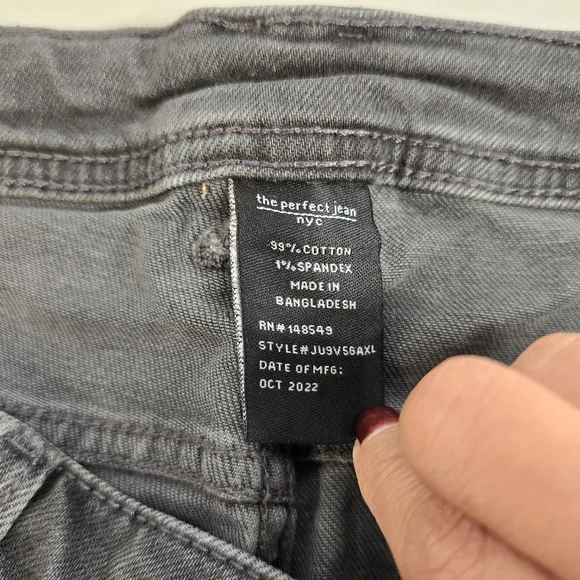 the perfect jean
nyc
99% COTTON
1% SPANDEX
MADE IN
BANGLADESH
RN# 148549
STYLE#JU9V5GAXL
DATE OF MFG:
OCT 2022